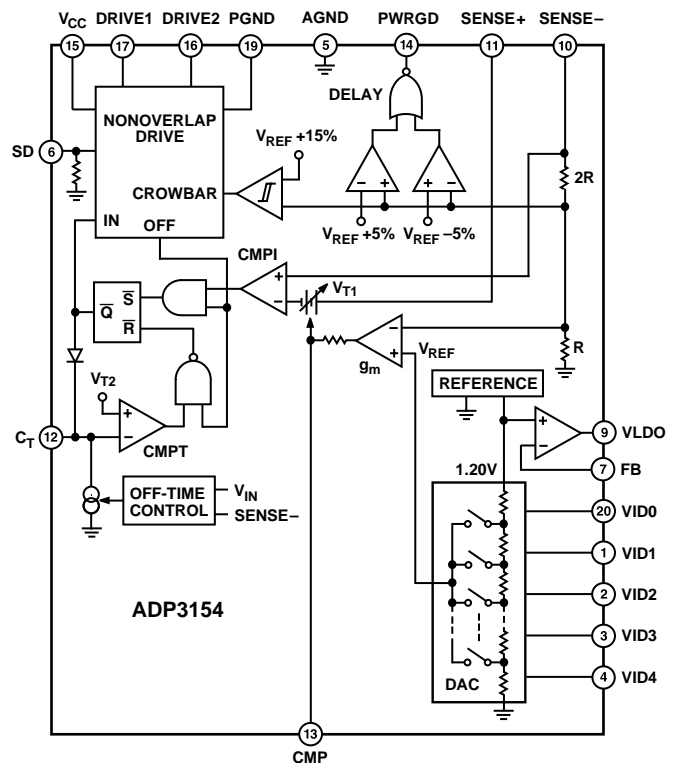 VCC DRIVE1 DRIVE2 PGND AGND PWRGD SENSE+ SENSE–
15 17 16 19 5 14 11 10
DELAY
NONOVERLAP
DRIVE
VREF +15%
SD 6
2R
CROWBAR
IN
OFF
VREF +5% VREF –5%
CMPI
VT1
S
Q
R
VREF
R
gm
VT2
REFERENCE
CT 12
CMPT
9 VLDO
1.20V
7 FB
OFF-TIME
CONTROL
VIN
SENSE–
20 VID0
1 VID1
2 VID2
ADP3154
3 VID3
4 VID4
DAC
13
CMP